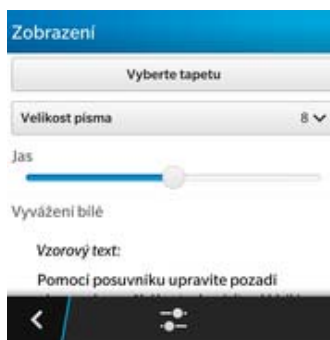 Zobrazení
Vyberte tapetu
Velikost písma 8
Jas
Vyvážení bílé
Vzorový text:
Pomocí posuvníku upravíte pozadí